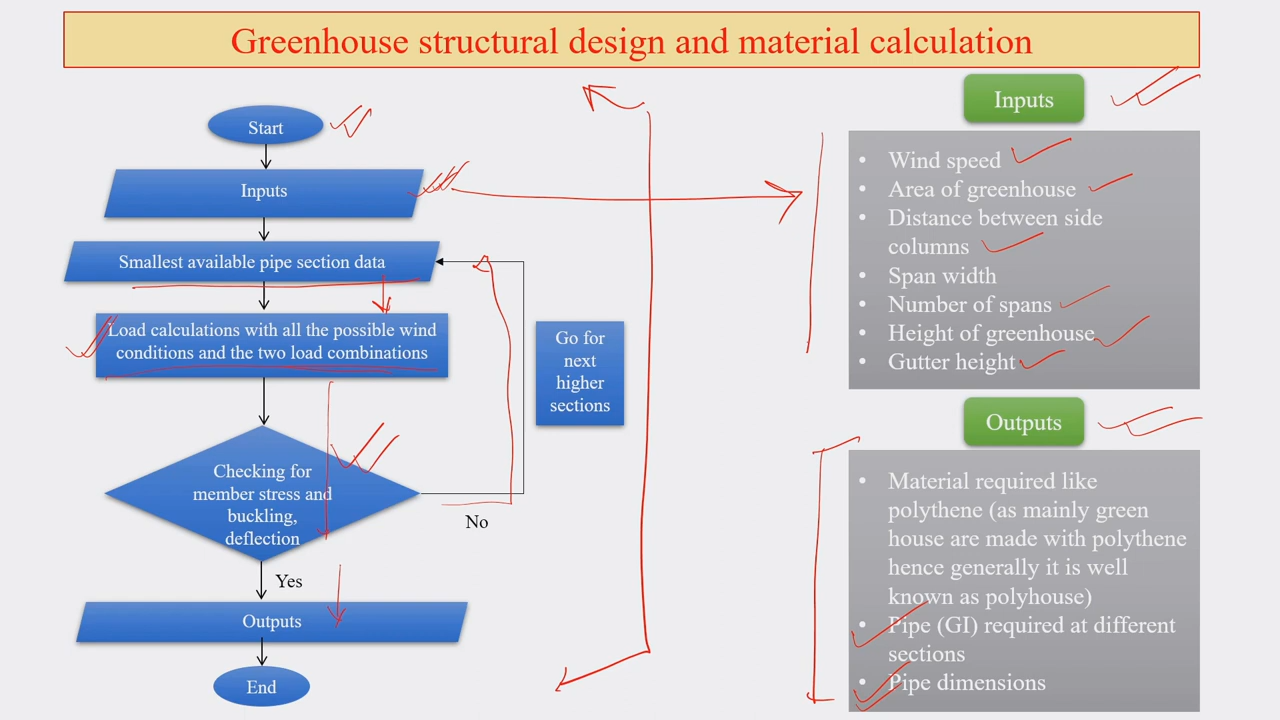 Greenhouse structural design and material calculation
Start
Inputs
Smallest available pipe section data
Load calculations with all the possible wind
conditions and the two load combinations
Checking for
member stress and
buckling,
deflection
No
Go for
next
higher
sections
Yes
Outputs
End
Inputs
• Wind speed
• Area of greenhouse
• Distance between side
columns
• Span width
• Number of spans
• Height of greenhouse
• Gutter height
Outputs
• Material required like
polythene (as mainly green
house are made with polythene
hence generally it is well
known as polyhouse)
• Pipe (GI) required at different
sections
• Pipe dimensions